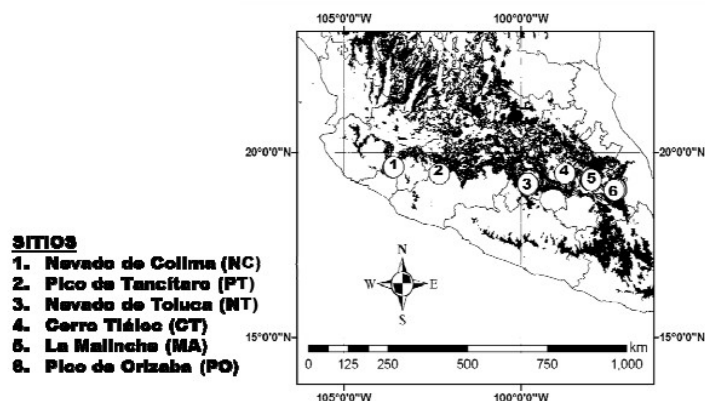 105°0'0"W 100°0'0"W
20°0'0"N 20°0'0"N
1 2 3 4 5 6
SITIOS
1. Nevado de Colima (NC)
2. Pico de Tancítaro (PT)
3. Nevado de Toluca (NT)
4. Cerro Tláloc (CT)
5. La Malinche (MA)
6. Pico de Orizaba (PO)
N
W E
S
15°0'0"N 15°0'0"N
km
0 125 250 500 750 1,000
105°0'0"W 100°0'0"W